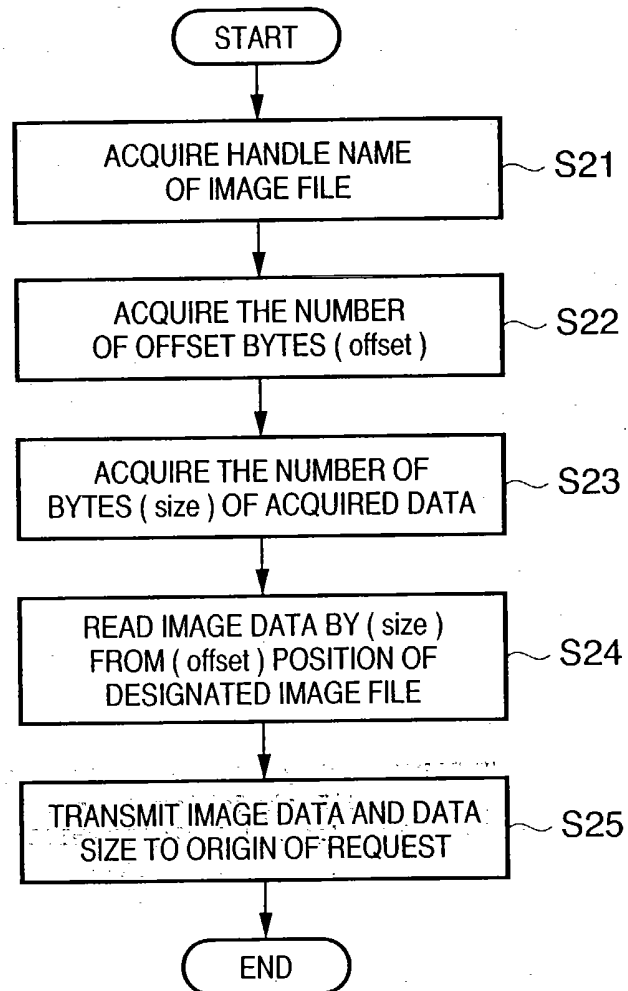 START
ACQUIRE HANDLE NAME
OF IMAGE FILE
S21
ACQUIRE THE NUMBER
OF OFFSET BYTES ( offset )
S22
ACQUIRE THE NUMBER OF
BYTES ( size ) OF ACQUIRED DATA
S23
READ IMAGE DATA BY ( size )
FROM ( offset ) POSITION OF
DESIGNATED IMAGE FILE
S24
TRANSMIT IMAGE DATA AND DATA
SIZE TO ORIGIN OF REQUEST
S25
END